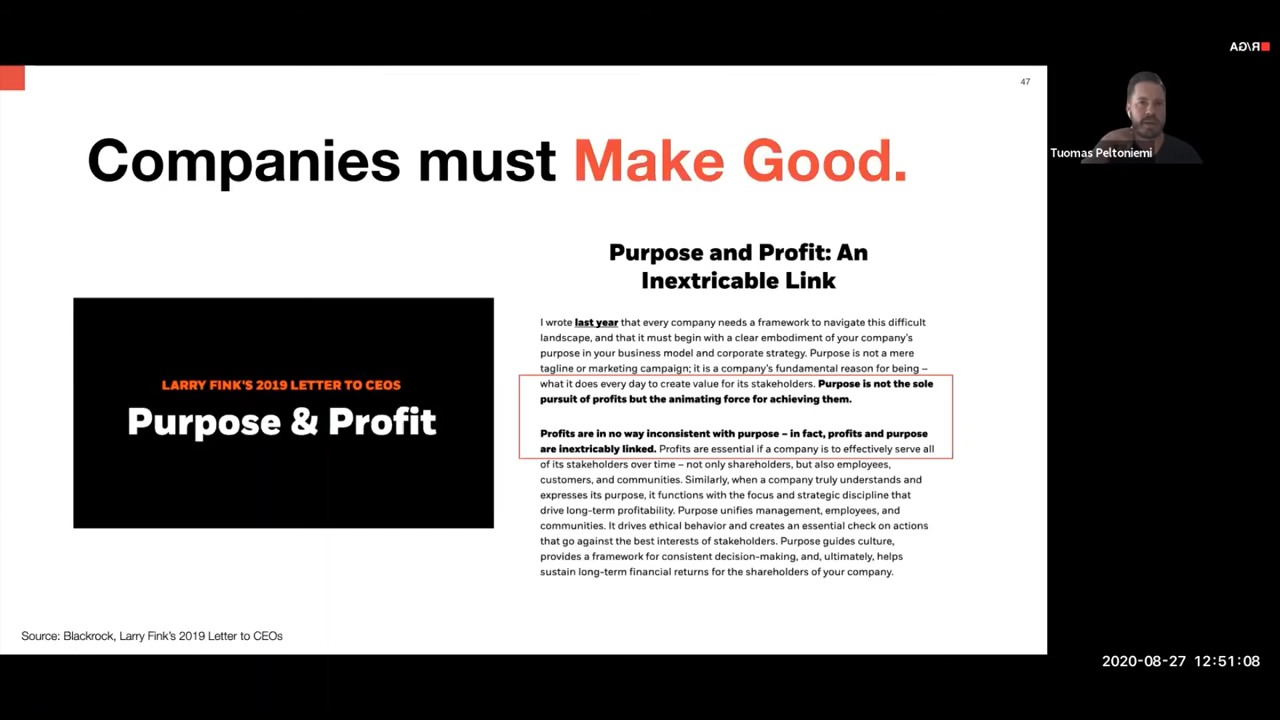 R\GA
47
Companies must Make Good.
Tuomas Peltoniemi
Purpose and Profit: An
Inextricable Link
LARRY FINK'S 2019 LETTER TO CEOS
Purpose & Profit
I wrote last year that every company needs a framework to navigate this difficult
landscape, and that it must begin with a clear embodiment of your company's
purpose in your business model and corporate strategy. Purpose is not a mere
tagline or marketing campaign; it is a company's fundamental reason for being –
what it does every day to create value for its stakeholders. Purpose is not the sole
pursuit of profits but the animating force for achieving them.
Profits are in no way inconsistent with purpose – in fact, profits and purpose
are inextricably linked. Profits are essential if a company is to effectively serve all
of its stakeholders over time – not only shareholders, but also employees,
customers, and communities. Similarly, when a company truly understands and
expresses its purpose, it functions with the focus and strategic discipline that
drive long-term profitability. Purpose unifies management, employees, and
communities. It drives ethical behavior and creates an essential check on actions
that go against the best interests of stakeholders. Purpose guides culture,
provides a framework for consistent decision-making, and, ultimately, helps
sustain long-term financial returns for the shareholders of your company.
Source: Blackrock, Larry Fink's 2019 Letter to CEOs
2020-08-27 12:51:08